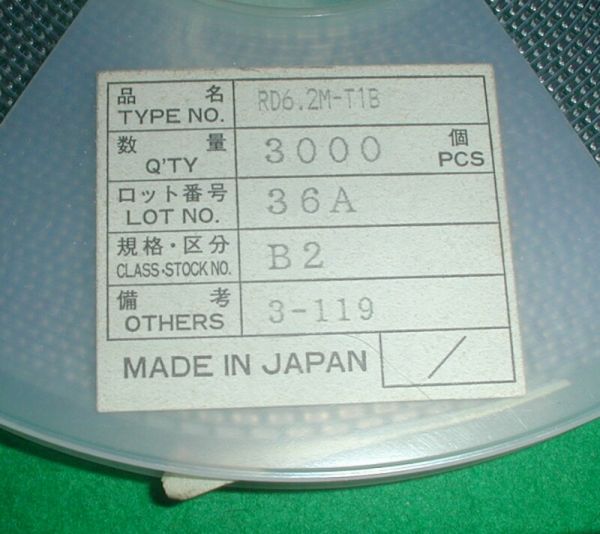 品 名 RD6.2M-T1B
TYPE NO.
数 量 3000 個
Q'TY PCS
ロット番号 36A
LOT NO.
規格・区分 B2
CLASS・STOCK NO.
備 考 3-119
OTHERS
MADE IN JAPAN /